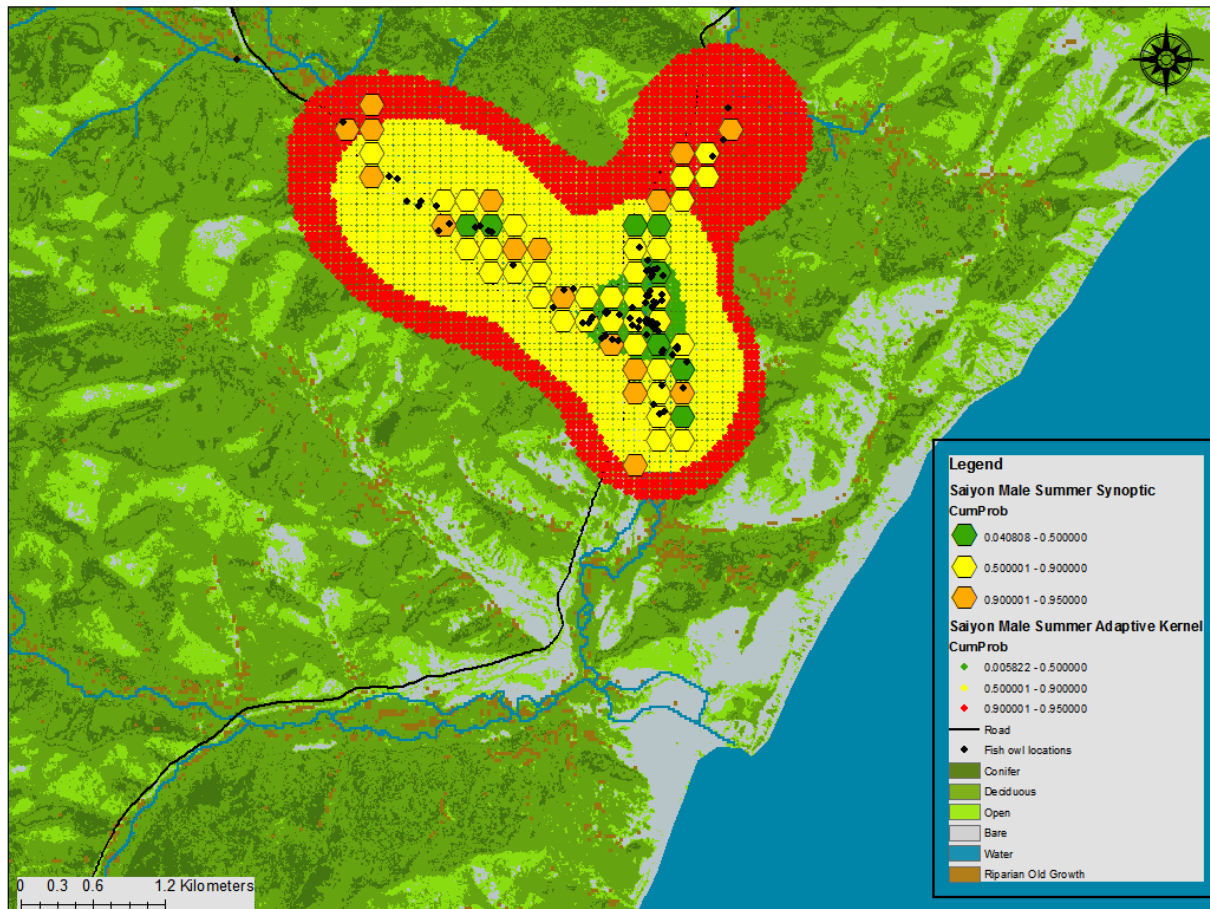 Legend
Saiyon Male Summer Synoptic
CumProb
0.040808 - 0.500000
0.500001 - 0.900000
0.900001 - 0.950000
Saiyon Male Summer Adaptive Kernel
CumProb
0.005822 - 0.500000
0.500001 - 0.900000
0.900001 - 0.950000
Road
Fish owl locations
Conifer
Deciduous
Open
Bare
Water
Riparian Old Growth
0 0.3 0.6 1.2 Kilometers